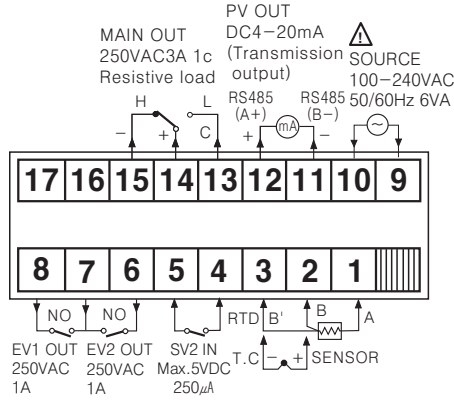 MAIN OUT
250VAC3A 1c
Resistive load
PV OUT
DC4-20mA
(Transmission
output)
SOURCE
100-240VAC
50/60Hz 6VA
H
L
C
- +
RS485
(A+)
RS485
(B-)
+ mA -
17 16 15 14 13 12 11 10 9
8 7 6 5 4 3 2 1
NO NO
RTD B' B A
EV1 OUT
250VAC
1A
EV2 OUT
250VAC
1A
SV2 IN
Max.5VDC
250µA
T.C - + SENSOR